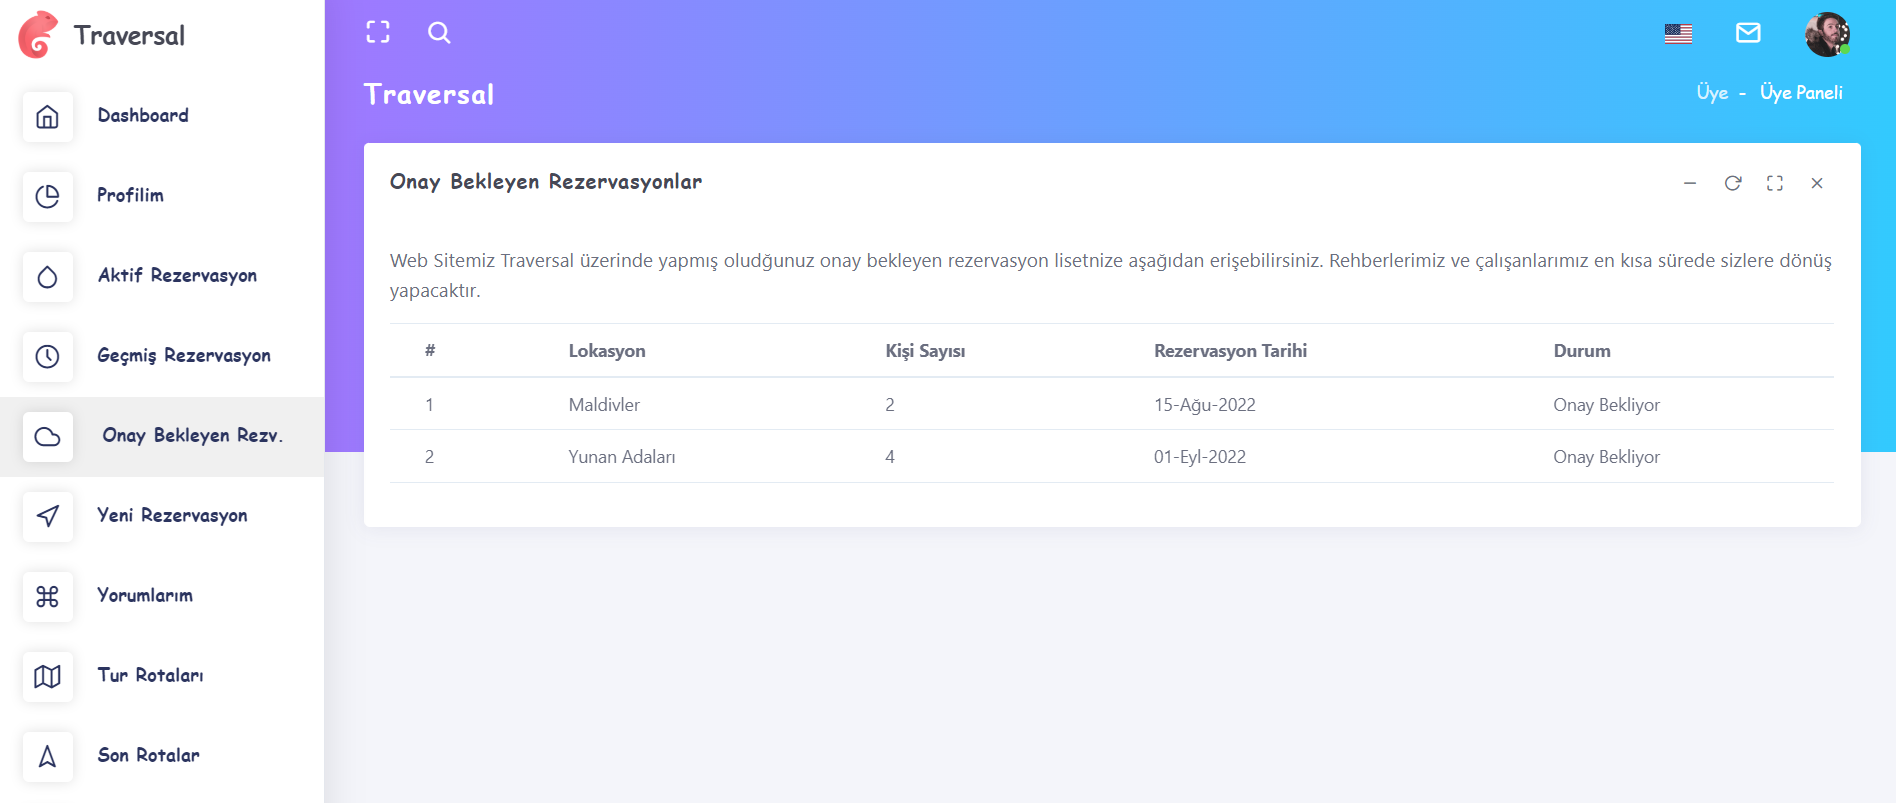 Traversal
Dashboard
Profilim
Aktif Rezervasyon
Geçmiş Rezervasyon
Onay Bekleyen Rezv.
Yeni Rezervasyon
Yorumlarım
Tur Rotaları
Son Rotalar
Traversal
Üye - Üye Paneli
Onay Bekleyen Rezervasyonlar
Web Sitemiz Traversal üzerinde yapmış oludğunuz onay bekleyen rezervasyon lisetnize aşağıdan erişebilirsiniz. Rehberlerimiz ve çalışanlarımız en kısa sürede sizlere dönüş
yapacaktır.
# Lokasyon Kişi Sayısı Rezervasyon Tarihi Durum
1 Maldivler 2 15-Ağu-2022 Onay Bekliyor
2 Yunan Adaları 4 01-Eyl-2022 Onay Bekliyor